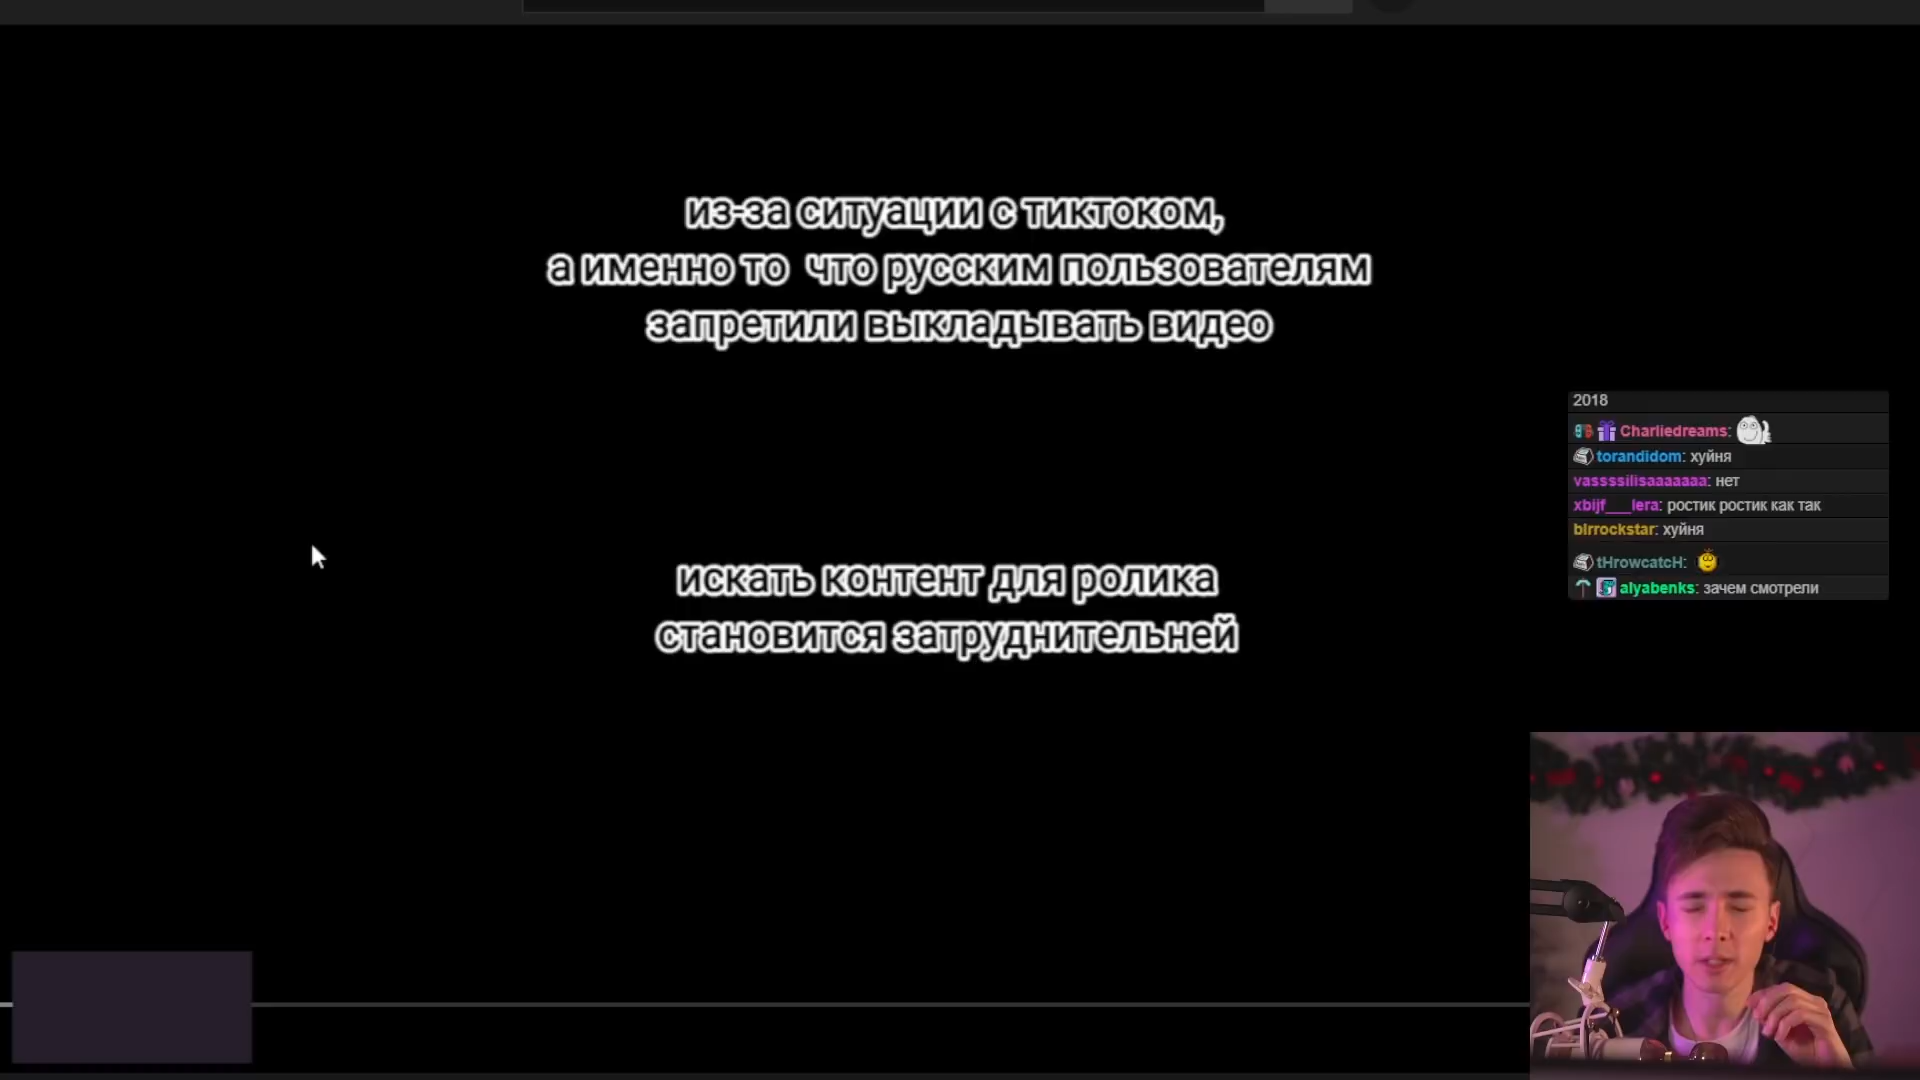 из-за ситуации с тиктоком,
а именно то что русским пользователям
запретили выкладывать видео
искать контент для ролика
становится затруднительней
2018
Charliedreams:
torandidom: хуйня
vassssilisaaaaaaa: нет
xbijf___lera: ростик ростик как так
blrrockstar: хуйня
tHrowcatcH:
alyabenks: зачем смотрели